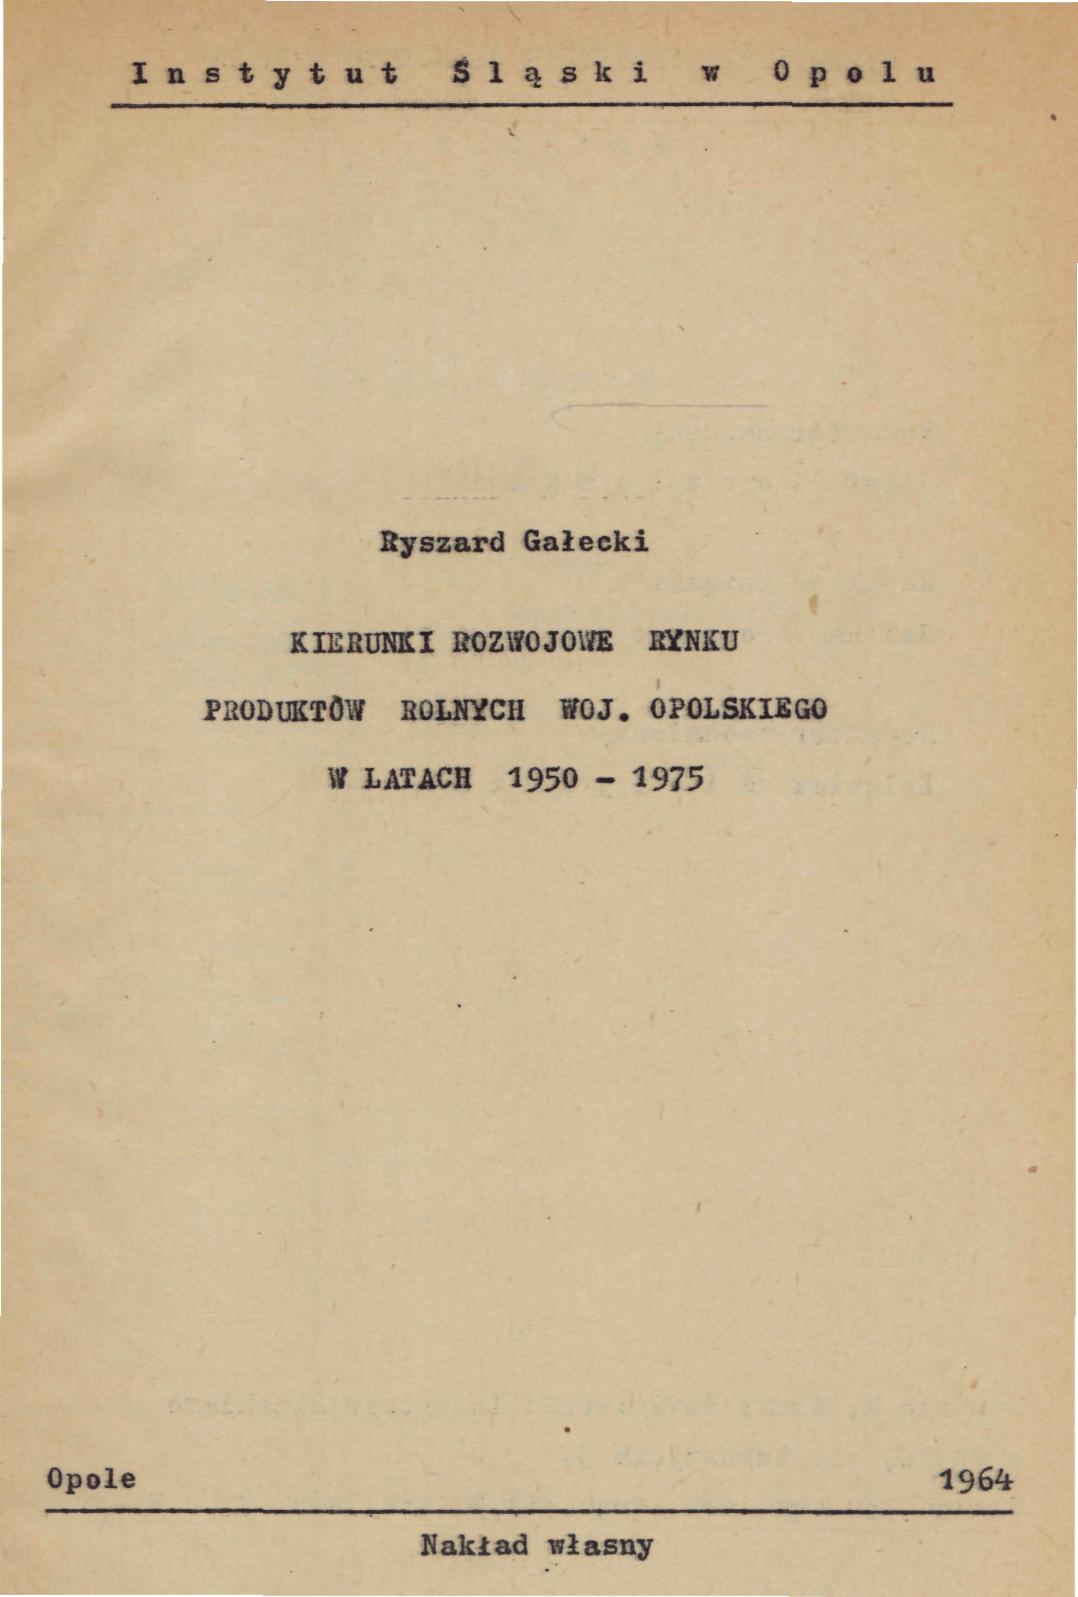 Instytut Śląski w Opolu
Ryszard Gałecki
KIERUNKI ROZWOJOWE RYNKU
PRODUKTÓW ROLNYCH WOJ. OPOLSKIEGO
W LATACH 1950 - 1975
Opole 1964
Nakład własny